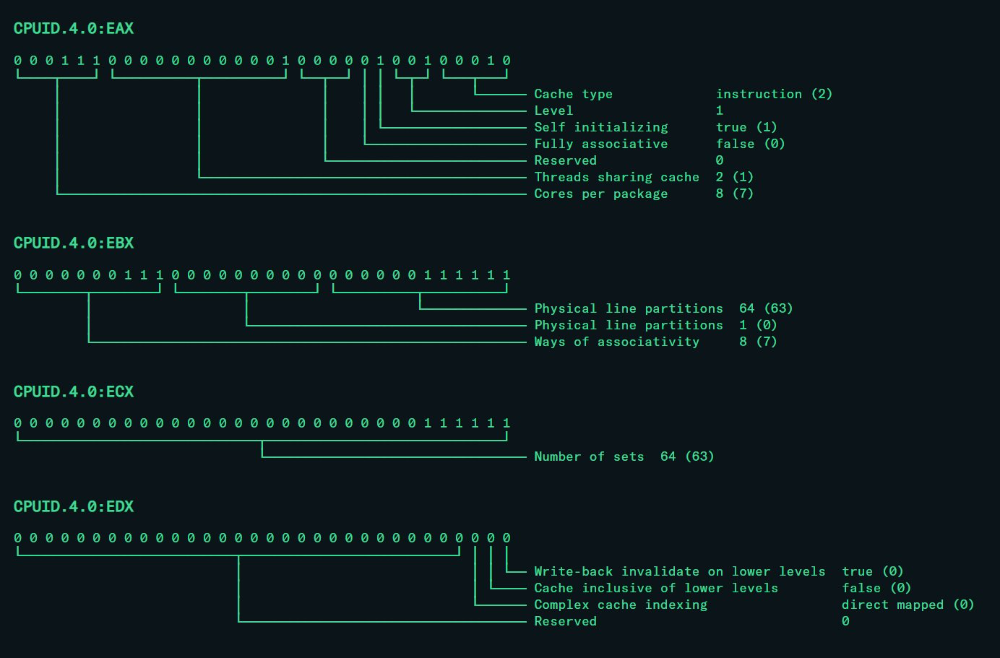 CPUID.4.0:EAX
0 0 0 1 1 1 0 0 0 0 0 0 0 0 0 0 0 1 0 0 0 0 0 1 0 0 1 0 0 0 1 0
Cache type instruction (2)
Level 1
Self initializing true (1)
Fully associative false (0)
Reserved 0
Threads sharing cache 2 (1)
Cores per package 8 (7)
CPUID.4.0:EBX
0 0 0 0 0 0 0 1 1 1 0 0 0 0 0 0 0 0 0 0 0 0 0 0 0 0 1 1 1 1 1 1
Physical line partitions 64 (63)
Physical line partitions 1 (0)
Ways of associativity 8 (7)
CPUID.4.0:ECX
0 0 0 0 0 0 0 0 0 0 0 0 0 0 0 0 0 0 0 0 0 0 0 0 0 0 1 1 1 1 1 1
Number of sets 64 (63)
CPUID.4.0:EDX
0 0 0 0 0 0 0 0 0 0 0 0 0 0 0 0 0 0 0 0 0 0 0 0 0 0 0 0 0 0 0 0
Write-back invalidate on lower levels true (0)
Cache inclusive of lower levels false (0)
Complex cache indexing direct mapped (0)
Reserved 0